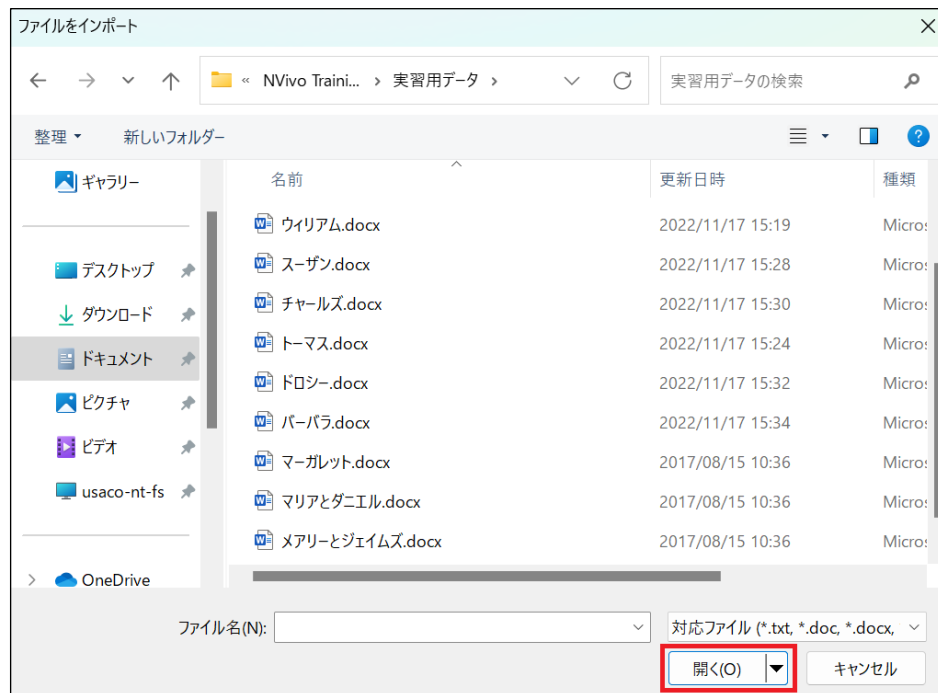 ファイルをインポート
« NVivo Traini... › 実習用データ ›
実習用データの検索
整理
新しいフォルダー
ギャラリー
デスクトップ
ダウンロード
ドキュメント
ピクチャ
ビデオ
usaco-nt-fs
OneDrive
名前 更新日時 種類
ウィリアム.docx 2022/11/17 15:19 Micros
スーザン.docx 2022/11/17 15:28 Micros
チャールズ.docx 2022/11/17 15:30 Micros
トーマス.docx 2022/11/17 15:24 Micros
ドロシー.docx 2022/11/17 15:32 Micros
バーバラ.docx 2022/11/17 15:34 Micros
マーガレット.docx 2017/08/15 10:36 Micros
マリアとダニエル.docx 2017/08/15 10:36 Micros
メアリーとジェイムズ.docx 2017/08/15 10:36 Micros
ファイル名(N):
対応ファイル (*.txt, *.doc, *.docx,
開く(O)
キャンセル